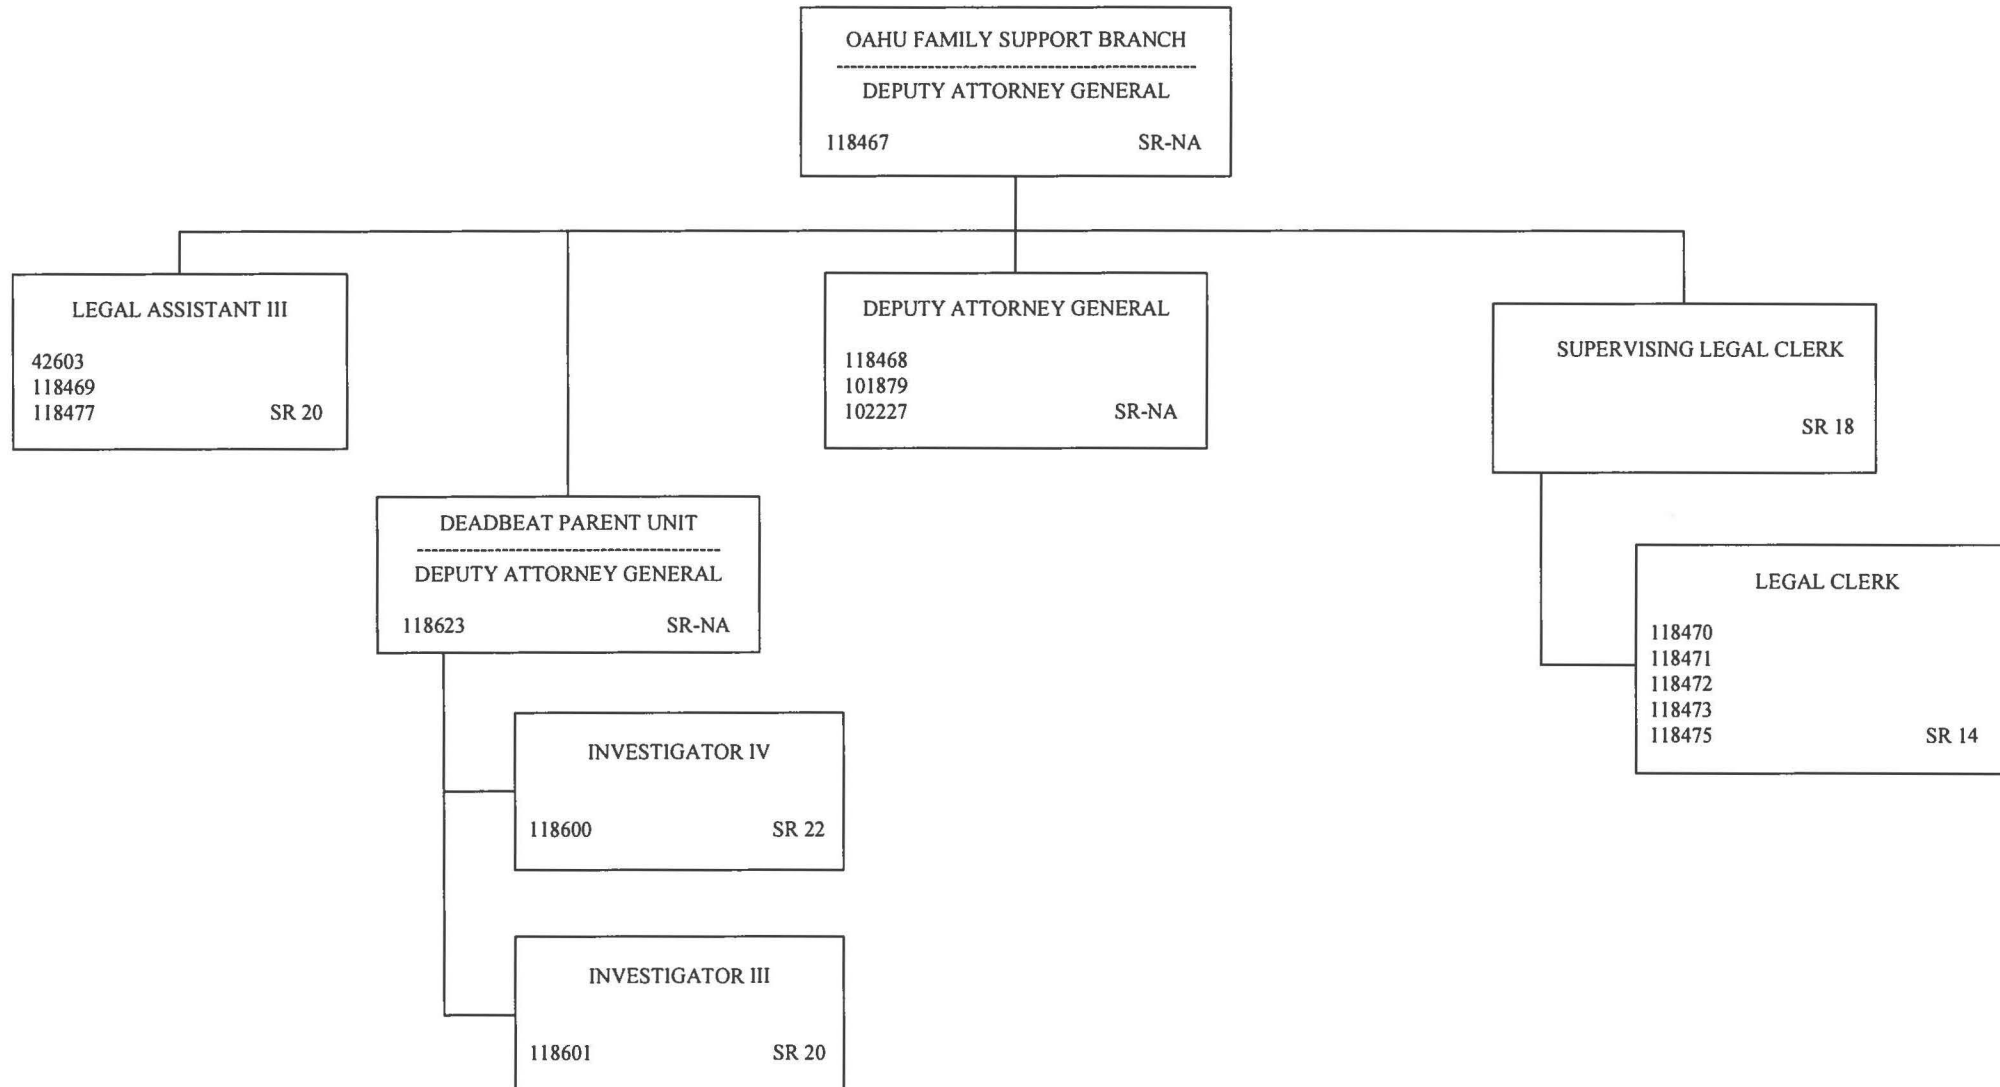 OAHU FAMILY SUPPORT BRANCH
DEPUTY ATTORNEY GENERAL
118467 SR-NA
LEGAL ASSISTANT III
42603
118469
118477 SR 20
DEPUTY ATTORNEY GENERAL
118468
101879
102227 SR-NA
SUPERVISING LEGAL CLERK
SR 18
DEADBEAT PARENT UNIT
DEPUTY ATTORNEY GENERAL
118623 SR-NA
LEGAL CLERK
118470
118471
118472
118473
118475 SR 14
INVESTIGATOR IV
118600 SR 22
INVESTIGATOR III
118601 SR 20